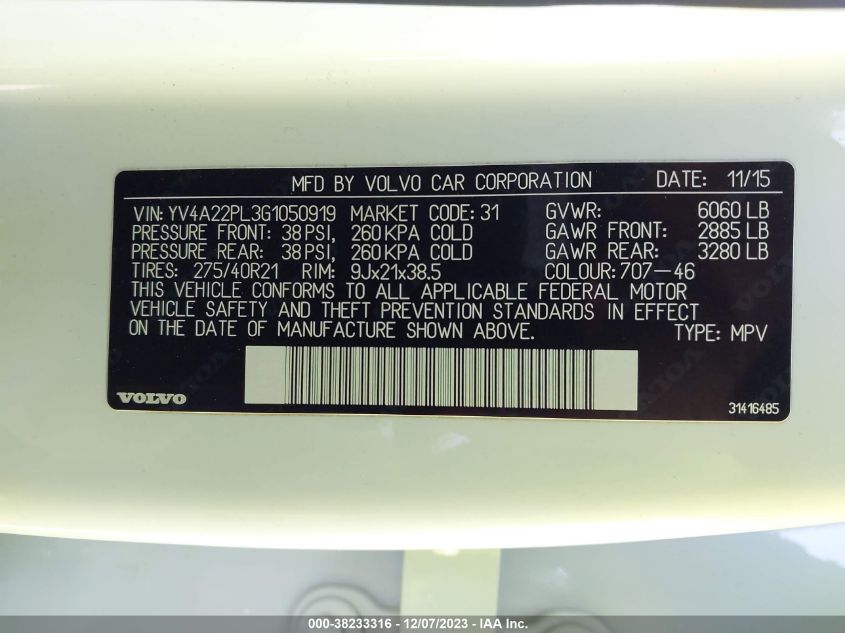 MFD BY VOLVO CAR CORPORATION DATE: 11/15
VIN: YV4A22PL3G1050919 MARKET CODE: 31 GVWR: 6060 LB
PRESSURE FRONT: 38 PSI, 260 KPA COLD GAWR FRONT: 2885 LB
PRESSURE REAR: 38 PSI, 260 KPA COLD GAWR REAR: 3280 LB
TIRES: 275/40R21 RIM: 9Jx21x38.5 COLOUR: 707-46
THIS VEHICLE CONFORMS TO ALL APPLICABLE FEDERAL MOTOR
VEHICLE SAFETY AND THEFT PREVENTION STANDARDS IN EFFECT
ON THE DATE OF MANUFACTURE SHOWN ABOVE. TYPE: MPV
VOLVO 31416485
000-38233316 - 12/07/2023 - IAA Inc.